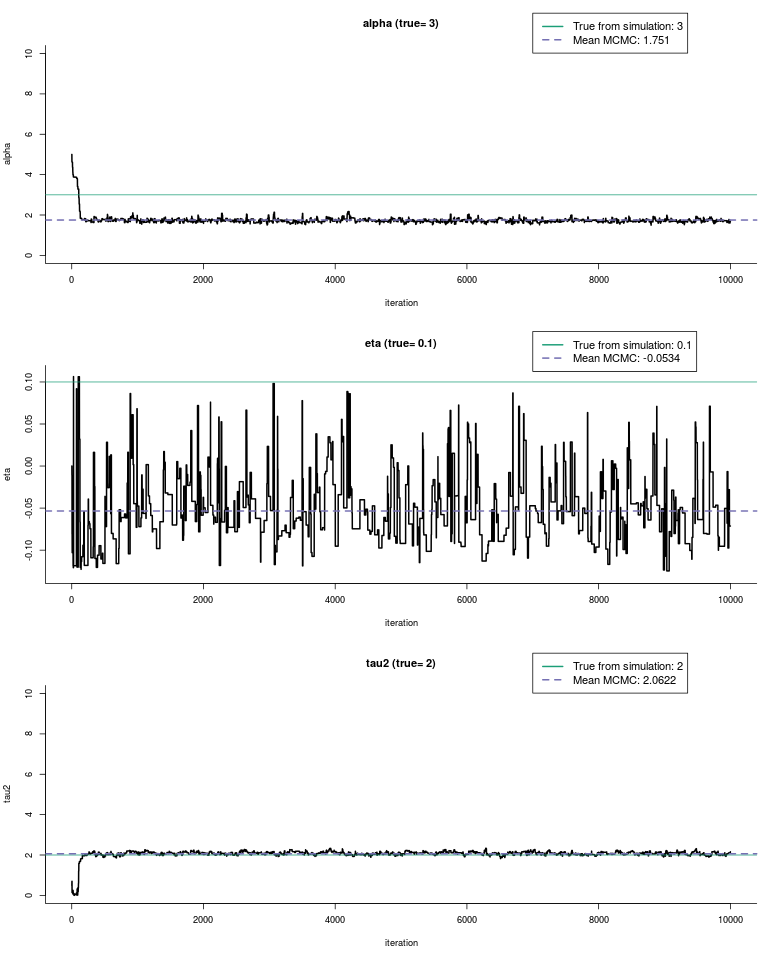 alpha (true= 3)
True from simulation: 3
Mean MCMC: 1.751
10
8
6
4
2
0
alpha
0 2000 4000 6000 8000 10000
iteration
eta (true= 0.1)
True from simulation: 0.1
Mean MCMC: -0.0534
0.10
0.05
0.00
-0.05
-0.10
eta
0 2000 4000 6000 8000 10000
iteration
tau2 (true= 2)
True from simulation: 2
Mean MCMC: 2.0622
10
8
6
4
2
0
tau2
0 2000 4000 6000 8000 10000
iteration